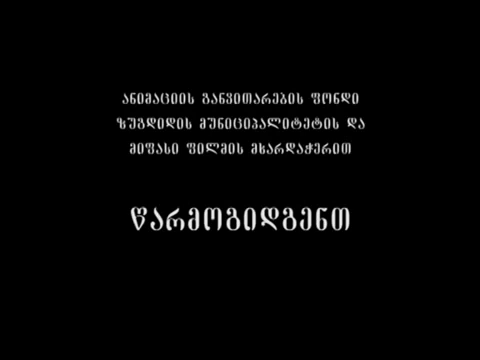 ანიმაციის განვითარების ფონდი
ზუგდიდის მუნიციპალიტეტის და
მიფასი ფილმის მხარდაჭერით
წარმოგიდგენთ